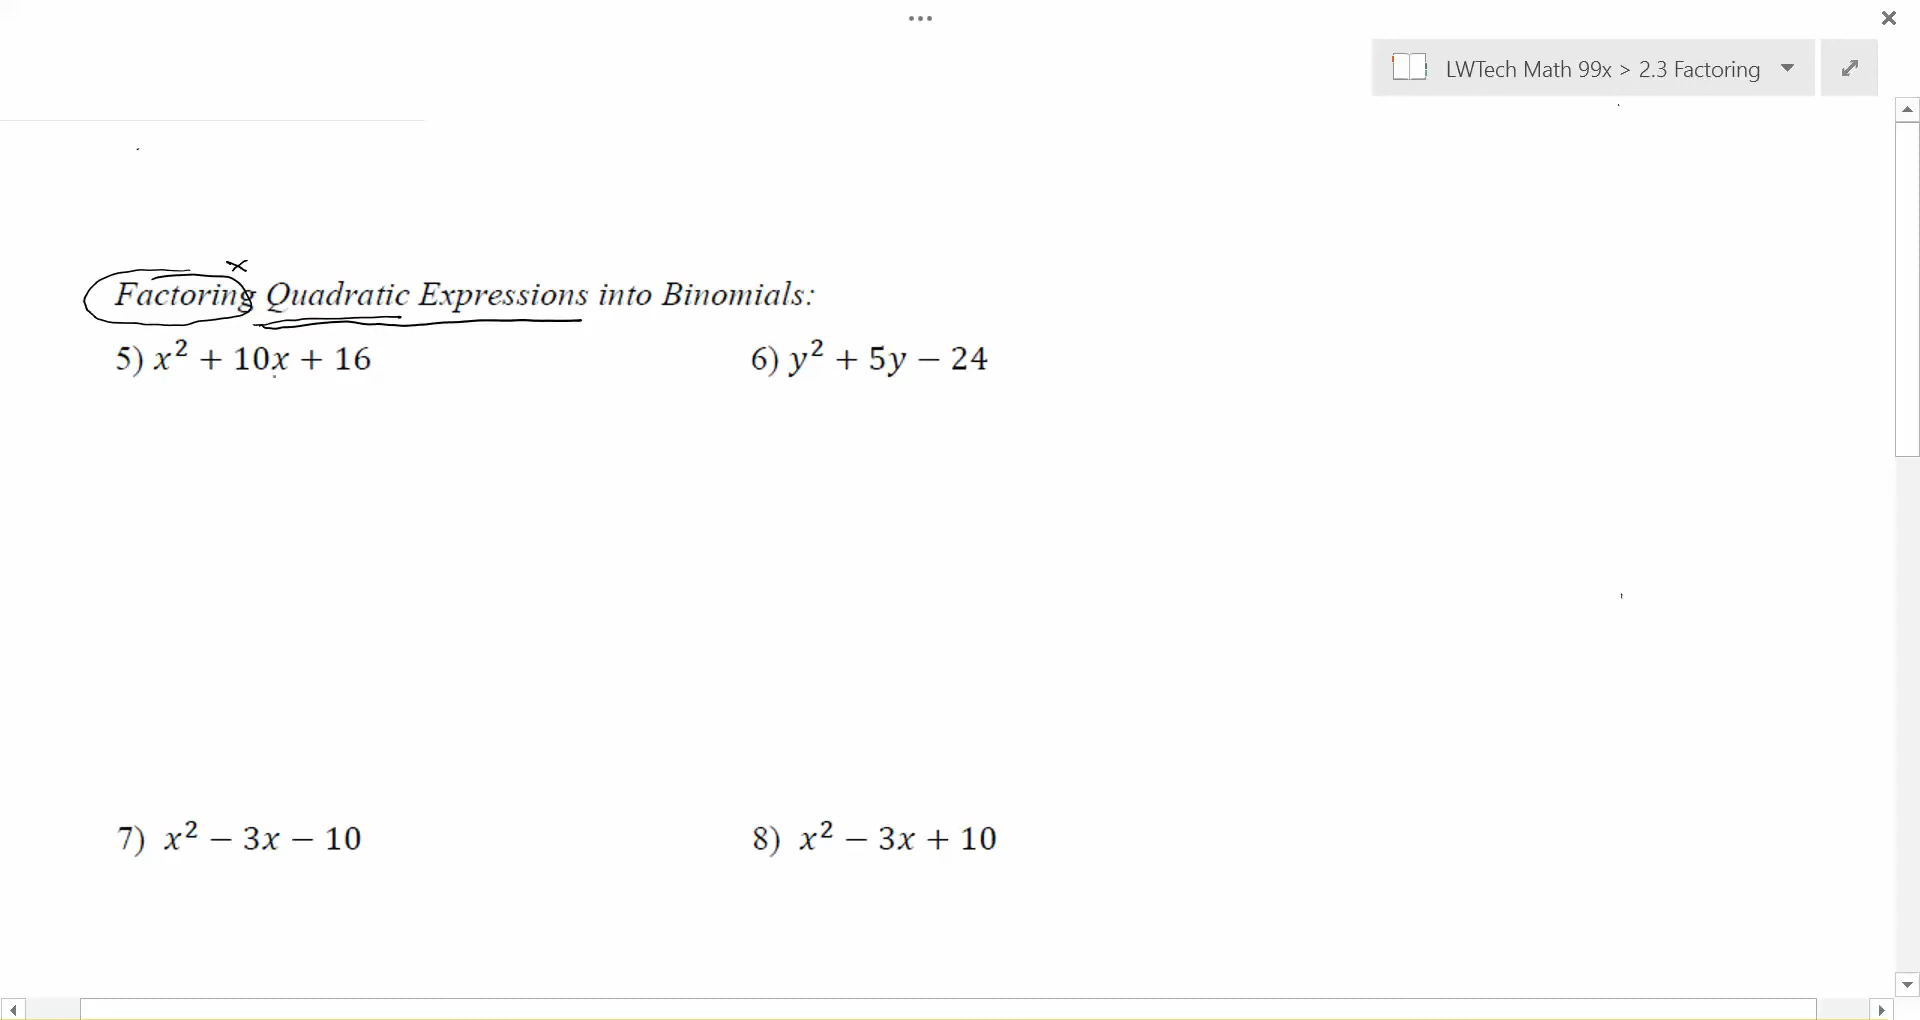 LWTech Math 99x > 2.3 Factoring
x
Factoring Quadratic Expressions into Binomials:
5) x² + 10x + 16
6) y² + 5y − 24
7) x² − 3x − 10
8) x² − 3x + 10